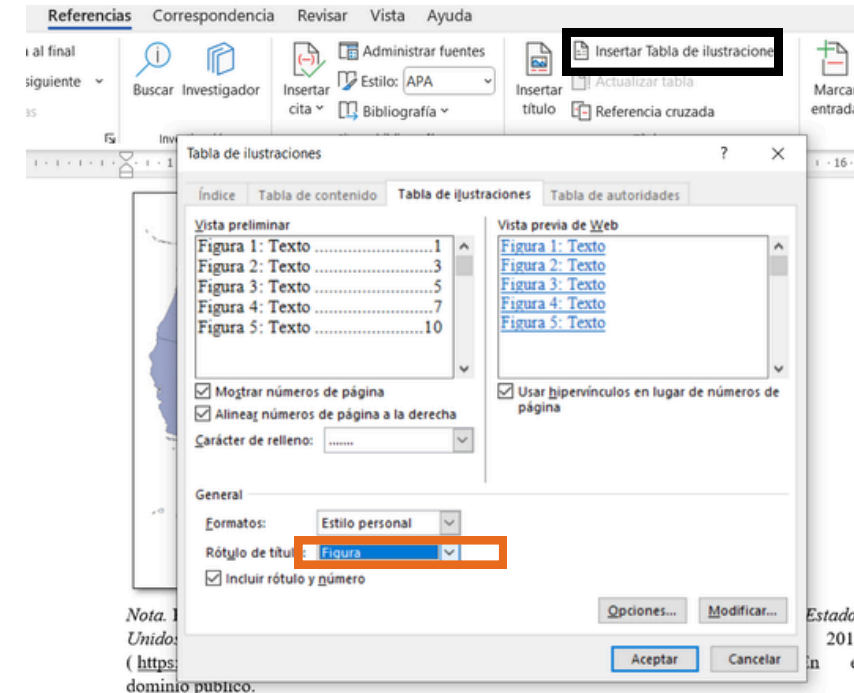 Referencias Correspondencia Revisar Vista Ayuda
al final
siguiente
Buscar Investigador
Insertar cita
Administrar fuentes
Estilo: APA
Bibliografía
Insertar título
Insertar Tabla de ilustracione
Actualizar tabla
Referencia cruzada
Marca
entrada
Tabla de ilustraciones ? X
Índice Tabla de contenido Tabla de ilustraciones Tabla de autoridades
Vista preliminar
Figura 1: Texto ...........................1
Figura 2: Texto ...........................3
Figura 3: Texto ...........................5
Figura 4: Texto ...........................7
Figura 5: Texto .........................10
Mostrar números de página
Alinear números de página a la derecha
Carácter de relleno: .......
Vista previa de Web
Figura 1: Texto
Figura 2: Texto
Figura 3: Texto
Figura 4: Texto
Figura 5: Texto
Usar hipervínculos en lugar de números de
página
General
Formatos: Estilo personal
Rótulo de título: Figura
Incluir rótulo y número
Opciones... Modificar...
Aceptar Cancelar
Nota. Estado
Unidos 201
( https: En e
dominio público.